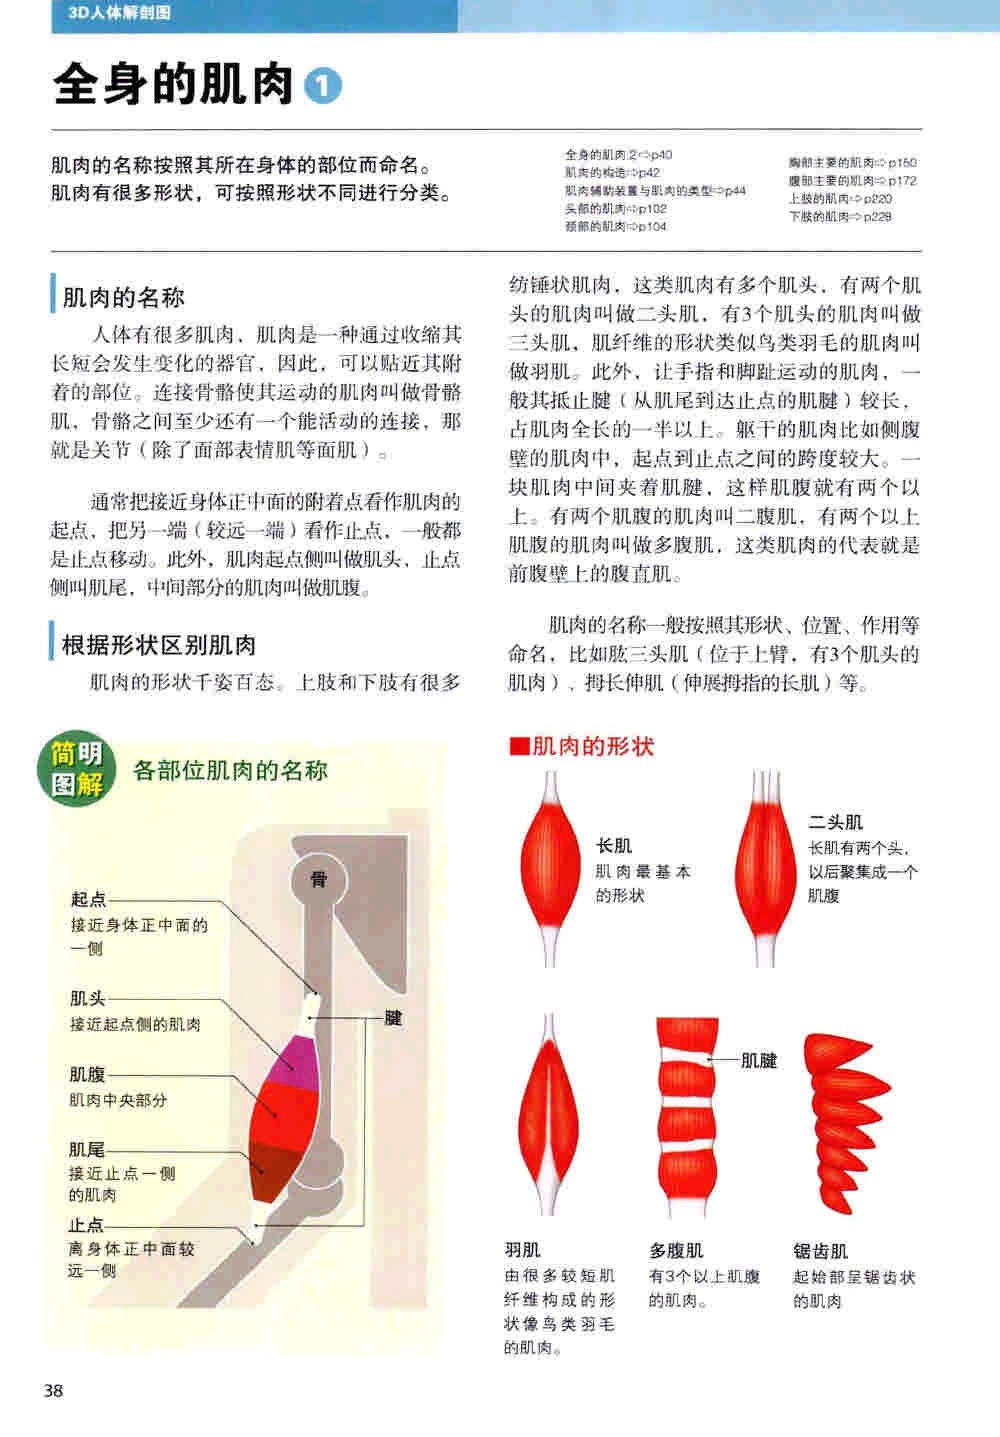 3D人体解剖图
全身的肌肉1
肌肉的名称按照其所在身体的部位而命名。
肌肉有很多形状，可按照形状不同进行分类。
全身的肌肉2⇨p40
肌肉的构造⇨p42
肌肉辅助装置与肌肉的类型⇨p44
头部的肌肉⇨p102
颈部的肌肉⇨p104
胸部主要的肌肉⇨p150
腹部主要的肌肉⇨p172
上肢的肌肉⇨p220
下肢的肌肉⇨p228
肌肉的名称
人体有很多肌肉，肌肉是一种通过收缩其
长短会发生变化的器官，因此，可以贴近其附
着的部位。连接骨骼使其运动的肌肉叫做骨骼
肌，骨骼之间至少还有一个能活动的连接，那
就是关节（除了面部表情肌等面肌）。
通常把接近身体正中面的附着点看作肌肉的
起点，把另一端（较远一端）看作止点，一般都
是止点移动。此外，肌肉起点侧叫做肌头，止点
侧叫肌尾，中间部分的肌肉叫做肌腹。
根据形状区别肌肉
肌肉的形状千姿百态。上肢和下肢有很多
纺锤状肌肉，这类肌肉有多个肌头，有两个肌
头的肌肉叫做二头肌，有3个肌头的肌肉叫做
三头肌，肌纤维的形状类似鸟类羽毛的肌肉叫
做羽肌。此外，让手指和脚趾运动的肌肉，一
般其抵止腱（从肌尾到达止点的肌腱）较长，
占肌肉全长的一半以上。躯干的肌肉比如侧腹
壁的肌肉中，起点到止点之间的跨度较大。一
块肌肉中间夹着肌腱，这样肌腹就有两个以
上。有两个肌腹的肌肉叫二腹肌，有两个以上
肌腹的肌肉叫做多腹肌，这类肌肉的代表就是
前腹壁上的腹直肌。
肌肉的名称一般按照其形状、位置、作用等
命名，比如肱三头肌（位于上臂，有3个肌头的
肌肉）、拇长伸肌（伸展拇指的长肌）等。
简明
图解
各部位肌肉的名称
骨
起点
接近身体正中面的
一侧
肌头
接近起点侧的肌肉
腱
肌腹
肌肉中央部分
肌尾
接近止点一侧
的肌肉
止点
离身体正中面较
远一侧
■肌肉的形状
长肌
肌肉最基本
的形状
二头肌
长肌有两个头，
以后聚集成一个
肌腹
肌腱
羽肌
由很多较短肌
纤维构成的形
状像鸟类羽毛
的肌肉。
多腹肌
有3个以上肌腹
的肌肉。
锯齿肌
起始部呈锯齿状
的肌肉
38